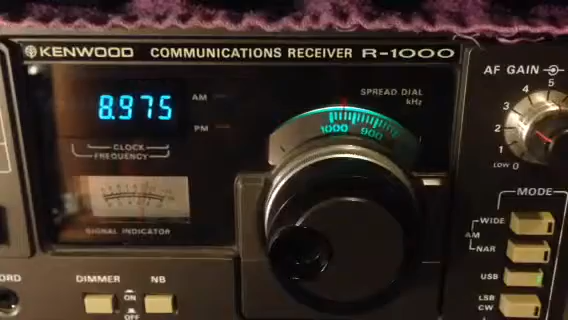 KENWOOD COMMUNICATIONS RECEIVER R-1000
8.975
AM
PM
CLOCK
FREQUENCY
SIGNAL INDICATOR
SPREAD DIAL
kHz
1000 900
AF GAIN
LOW 0 1 2 3 4 5
MODE
WIDE
AM
NAR
USB
LSB
CW
ORD
DIMMER
NB
ON
OFF